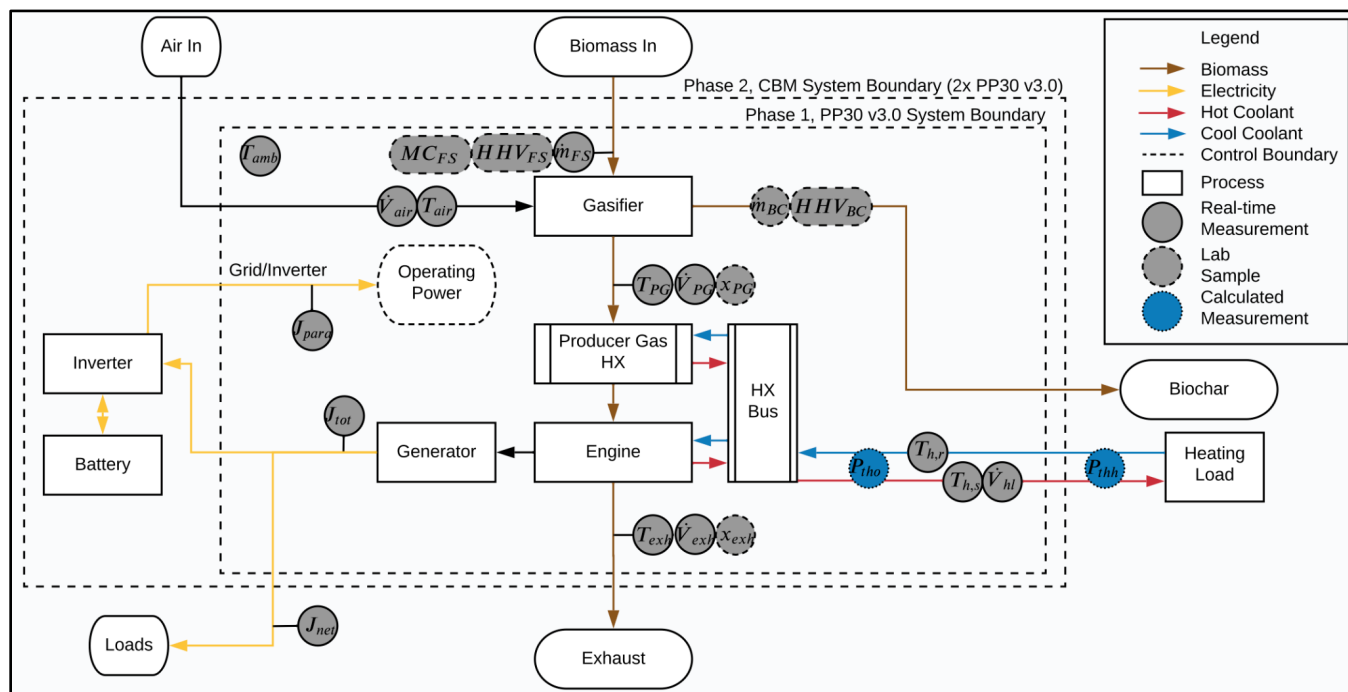 Air In
Biomass In
Legend
Biomass
Electricity
Hot Coolant
Cool Coolant
Control Boundary
Process
Real-time
Measurement
Lab
Sample
Calculated
Measurement
Phase 2, CBM System Boundary (2x PP30 v3.0)
Phase 1, PP30 v3.0 System Boundary
T_amb
MC_FS
HHV_FS
ṁ_FS
V̇_air
T_air
Gasifier
ṁ_BC
HHV_BC
Grid/Inverter
Operating
Power
T_PG
V̇_PG
x_PG
J_para
Inverter
Producer Gas
HX
HX
Bus
Biochar
J_tot
Battery
Generator
Engine
T_h,r
P_tho
T_h,s
V̇_hl
P_thh
Heating
Load
T_exh
V̇_exh
x_exh
J_net
Loads
Exhaust